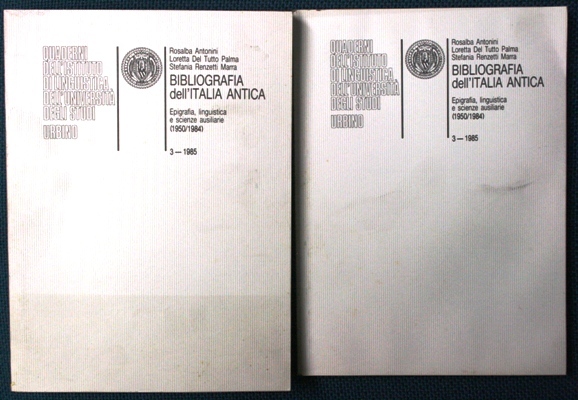 QUADERNI
DELL'ISTITUTO
DI LINGUISTICA
DELL'UNIVERSITÀ
DEGLI STUDI
URBINO
Rosalba Antonini
Loretta Del Tutto Palma
Stefania Renzetti Marra
BIBLIOGRAFIA
dell'ITALIA ANTICA
Epigrafia, linguistica
e scienze ausiliarie
(1950/1984)
3 — 1985
QUADERNI
DELL'ISTITUTO
DI LINGUISTICA
DELL'UNIVERSITÀ
DEGLI STUDI
URBINO
Rosalba Antonini
Loretta Del Tutto Palma
Stefania Renzetti Marra
BIBLIOGRAFIA
dell'ITALIA ANTICA
Epigrafia, linguistica
e scienze ausiliarie
(1950/1984)
3 — 1985